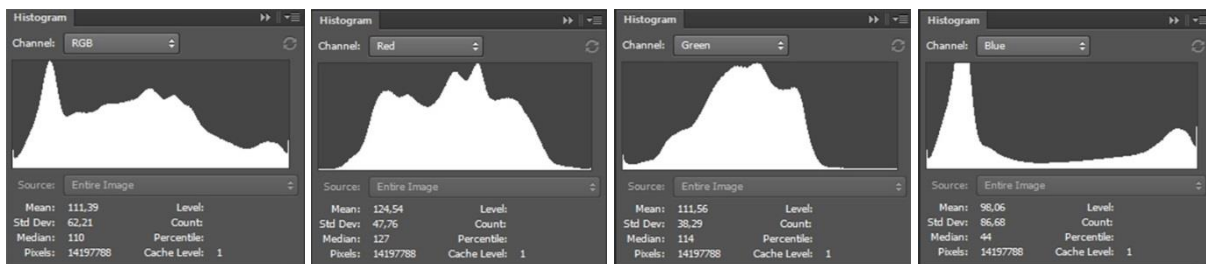 Histogram
Channel: RGB
Source: Entire Image
Mean: 111,39 Level:
Std Dev: 62,21 Count:
Median: 110 Percentile:
Pixels: 14197788 Cache Level: 1
Histogram
Channel: Red
Source: Entire Image
Mean: 124,54 Level:
Std Dev: 47,76 Count:
Median: 127 Percentile:
Pixels: 14197788 Cache Level: 1
Histogram
Channel: Green
Source: Entire Image
Mean: 111,56 Level:
Std Dev: 38,29 Count:
Median: 114 Percentile:
Pixels: 14197788 Cache Level: 1
Histogram
Channel: Blue
Source: Entire Image
Mean: 98,06 Level:
Std Dev: 86,68 Count:
Median: 44 Percentile:
Pixels: 14197788 Cache Level: 1